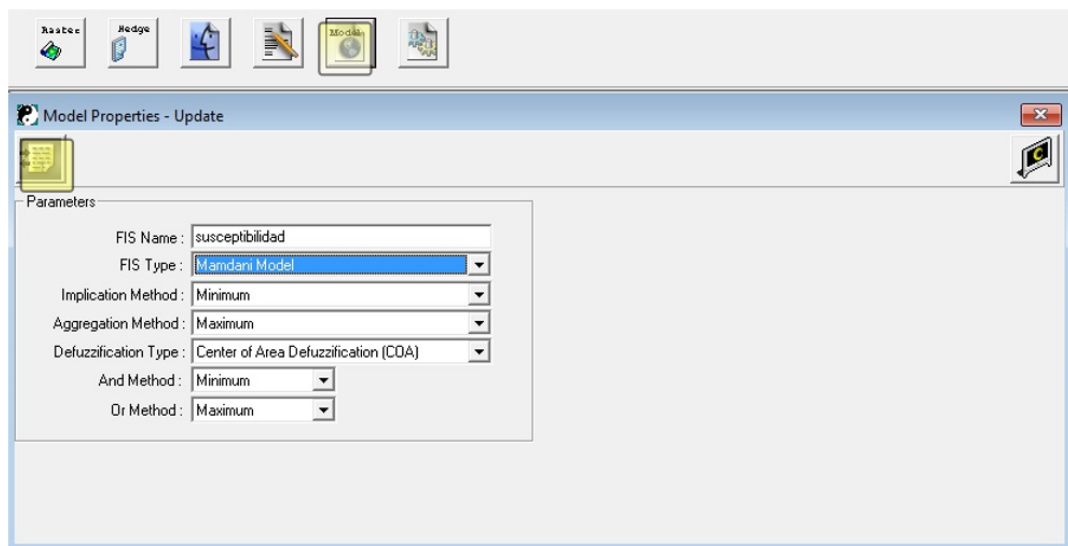 Raster
Hedge
Model
Model Properties - Update
Parameters
FIS Name : susceptibilidad
FIS Type : Mamdani Model
Implication Method : Minimum
Aggregation Method : Maximum
Defuzzification Type : Center of Area Defuzzification (COA)
And Method : Minimum
Or Method : Maximum